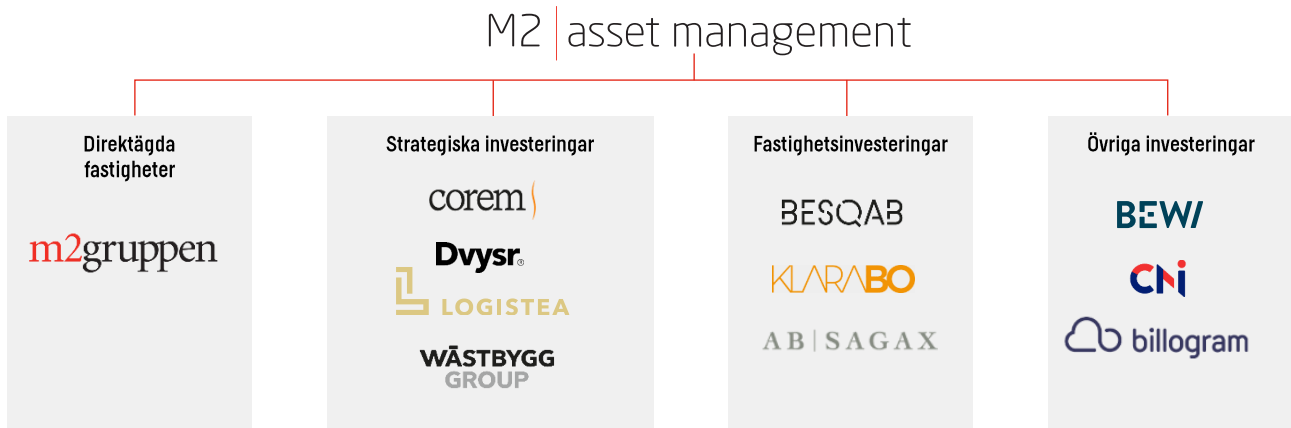 M2 | asset management
Direktägda
fastigheter
m2gruppen
Strategiska investeringar
corem
Dvysr®
LOGISTEA
WÄSTBYGG
GROUP
Fastighetsinvesteringar
BESQAB
KLARABO
AB | SAGAX
Övriga investeringar
BEWI
CNi
billogram